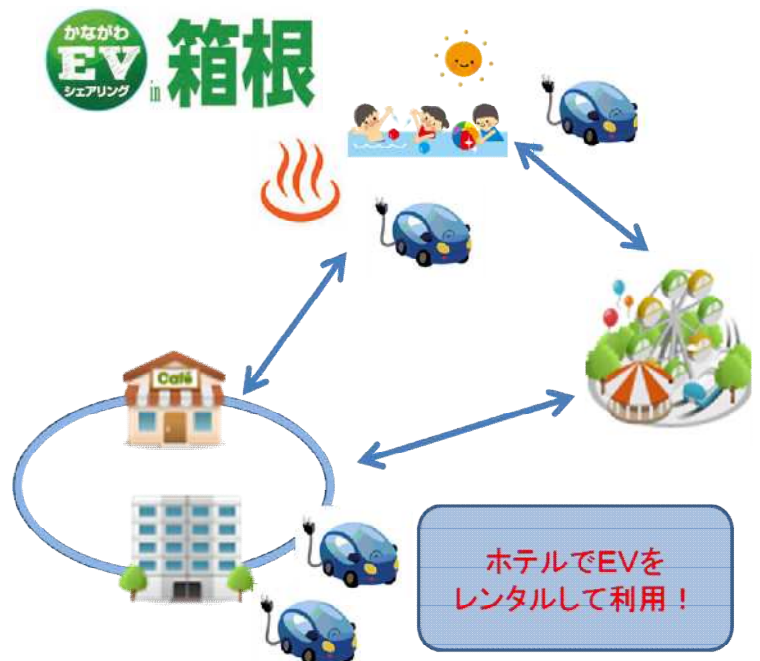 かながわ
EV
シェアリング
in 箱根
Café
ホテルでEVを
レンタルして利用！